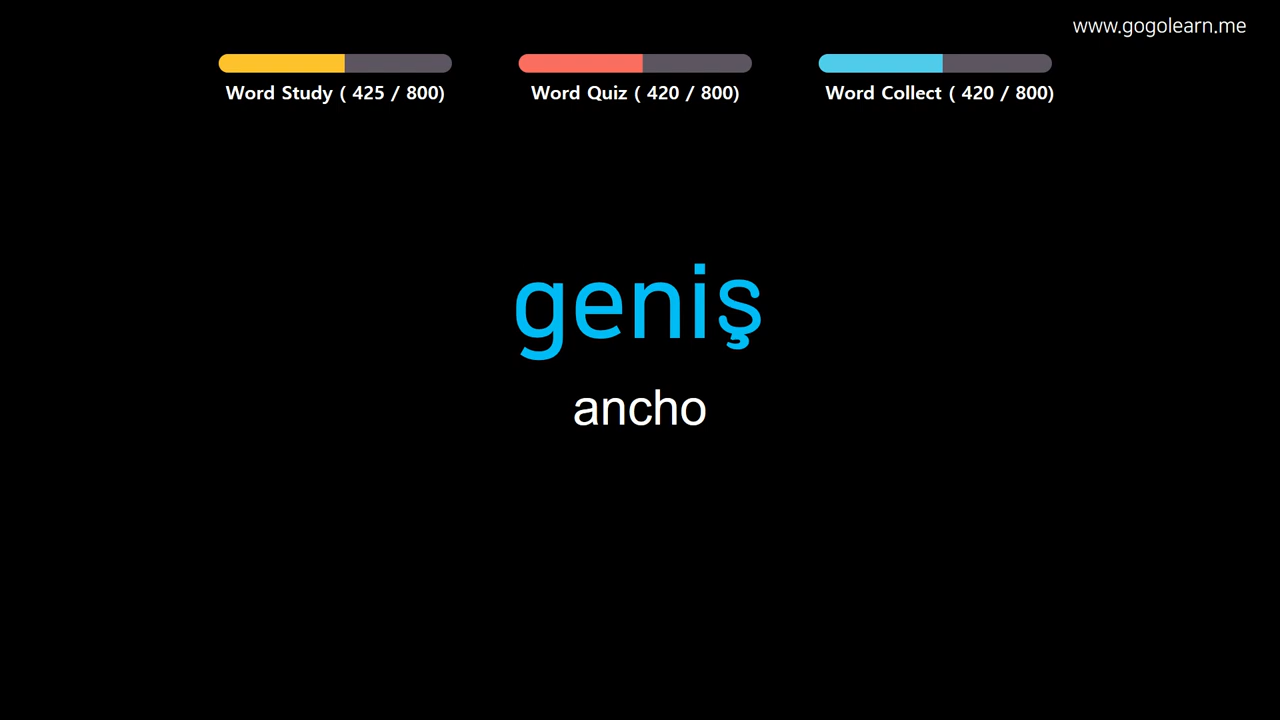 www.gogolearn.me
Word Study ( 425 / 800)
Word Quiz ( 420 / 800)
Word Collect ( 420 / 800)
geniş
ancho